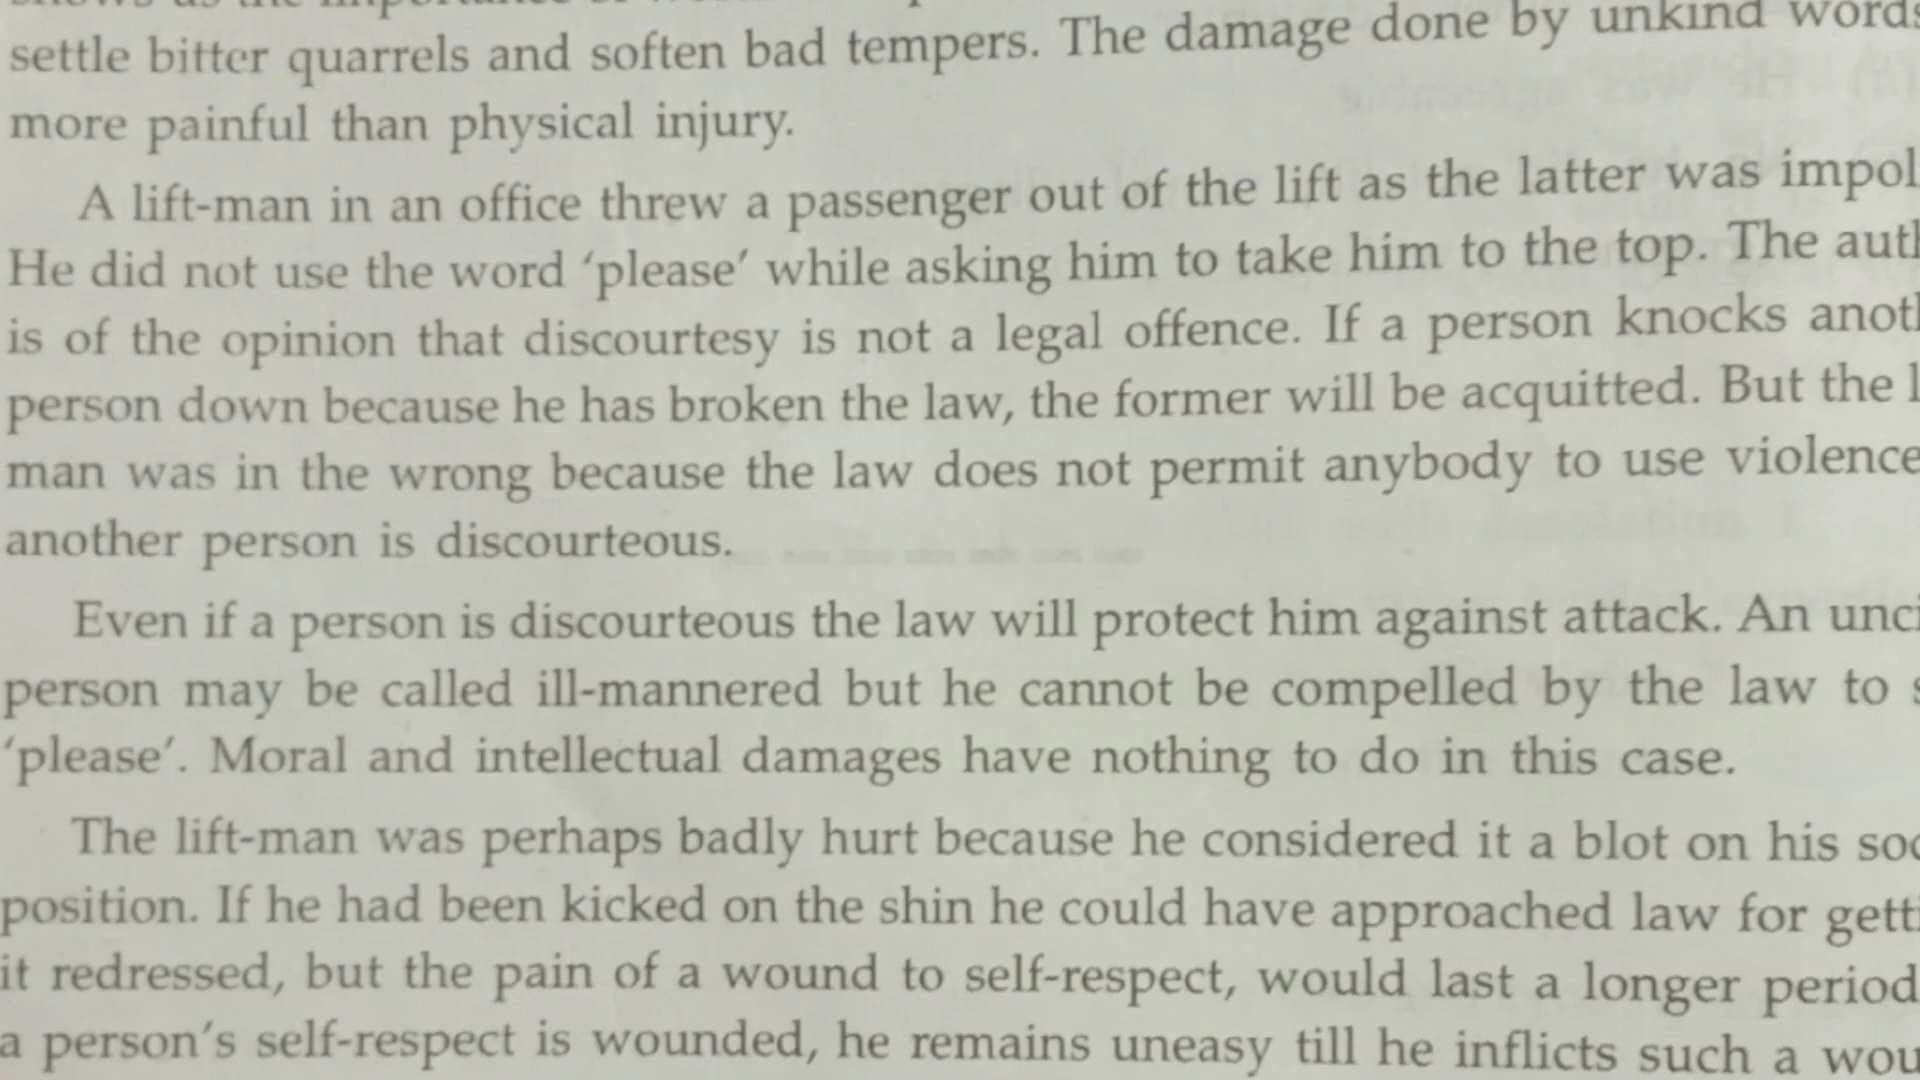 settle bitter quarrels and soften bad tempers. The damage done by unkind words
more painful than physical injury.
A lift-man in an office threw a passenger out of the lift as the latter was
He did not use the word ‘please’ while asking him to take him to the top. The
is of the opinion that discourtesy is not a legal offence. If a person knocks
person down because he has broken the law, the former will be acquitted. But the
man was in the wrong because the law does not permit anybody to use violence
another person is discourteous.
Even if a person is discourteous the law will protect him against attack. An
person may be called ill-mannered but he cannot be compelled by the law to
‘please’. Moral and intellectual damages have nothing to do in this case.
The lift-man was perhaps badly hurt because he considered it a blot on his
position. If he had been kicked on the shin he could have approached law for
it redressed, but the pain of a wound to self-respect, would last a longer period
a person’s self-respect is wounded, he remains uneasy till he inflicts such a